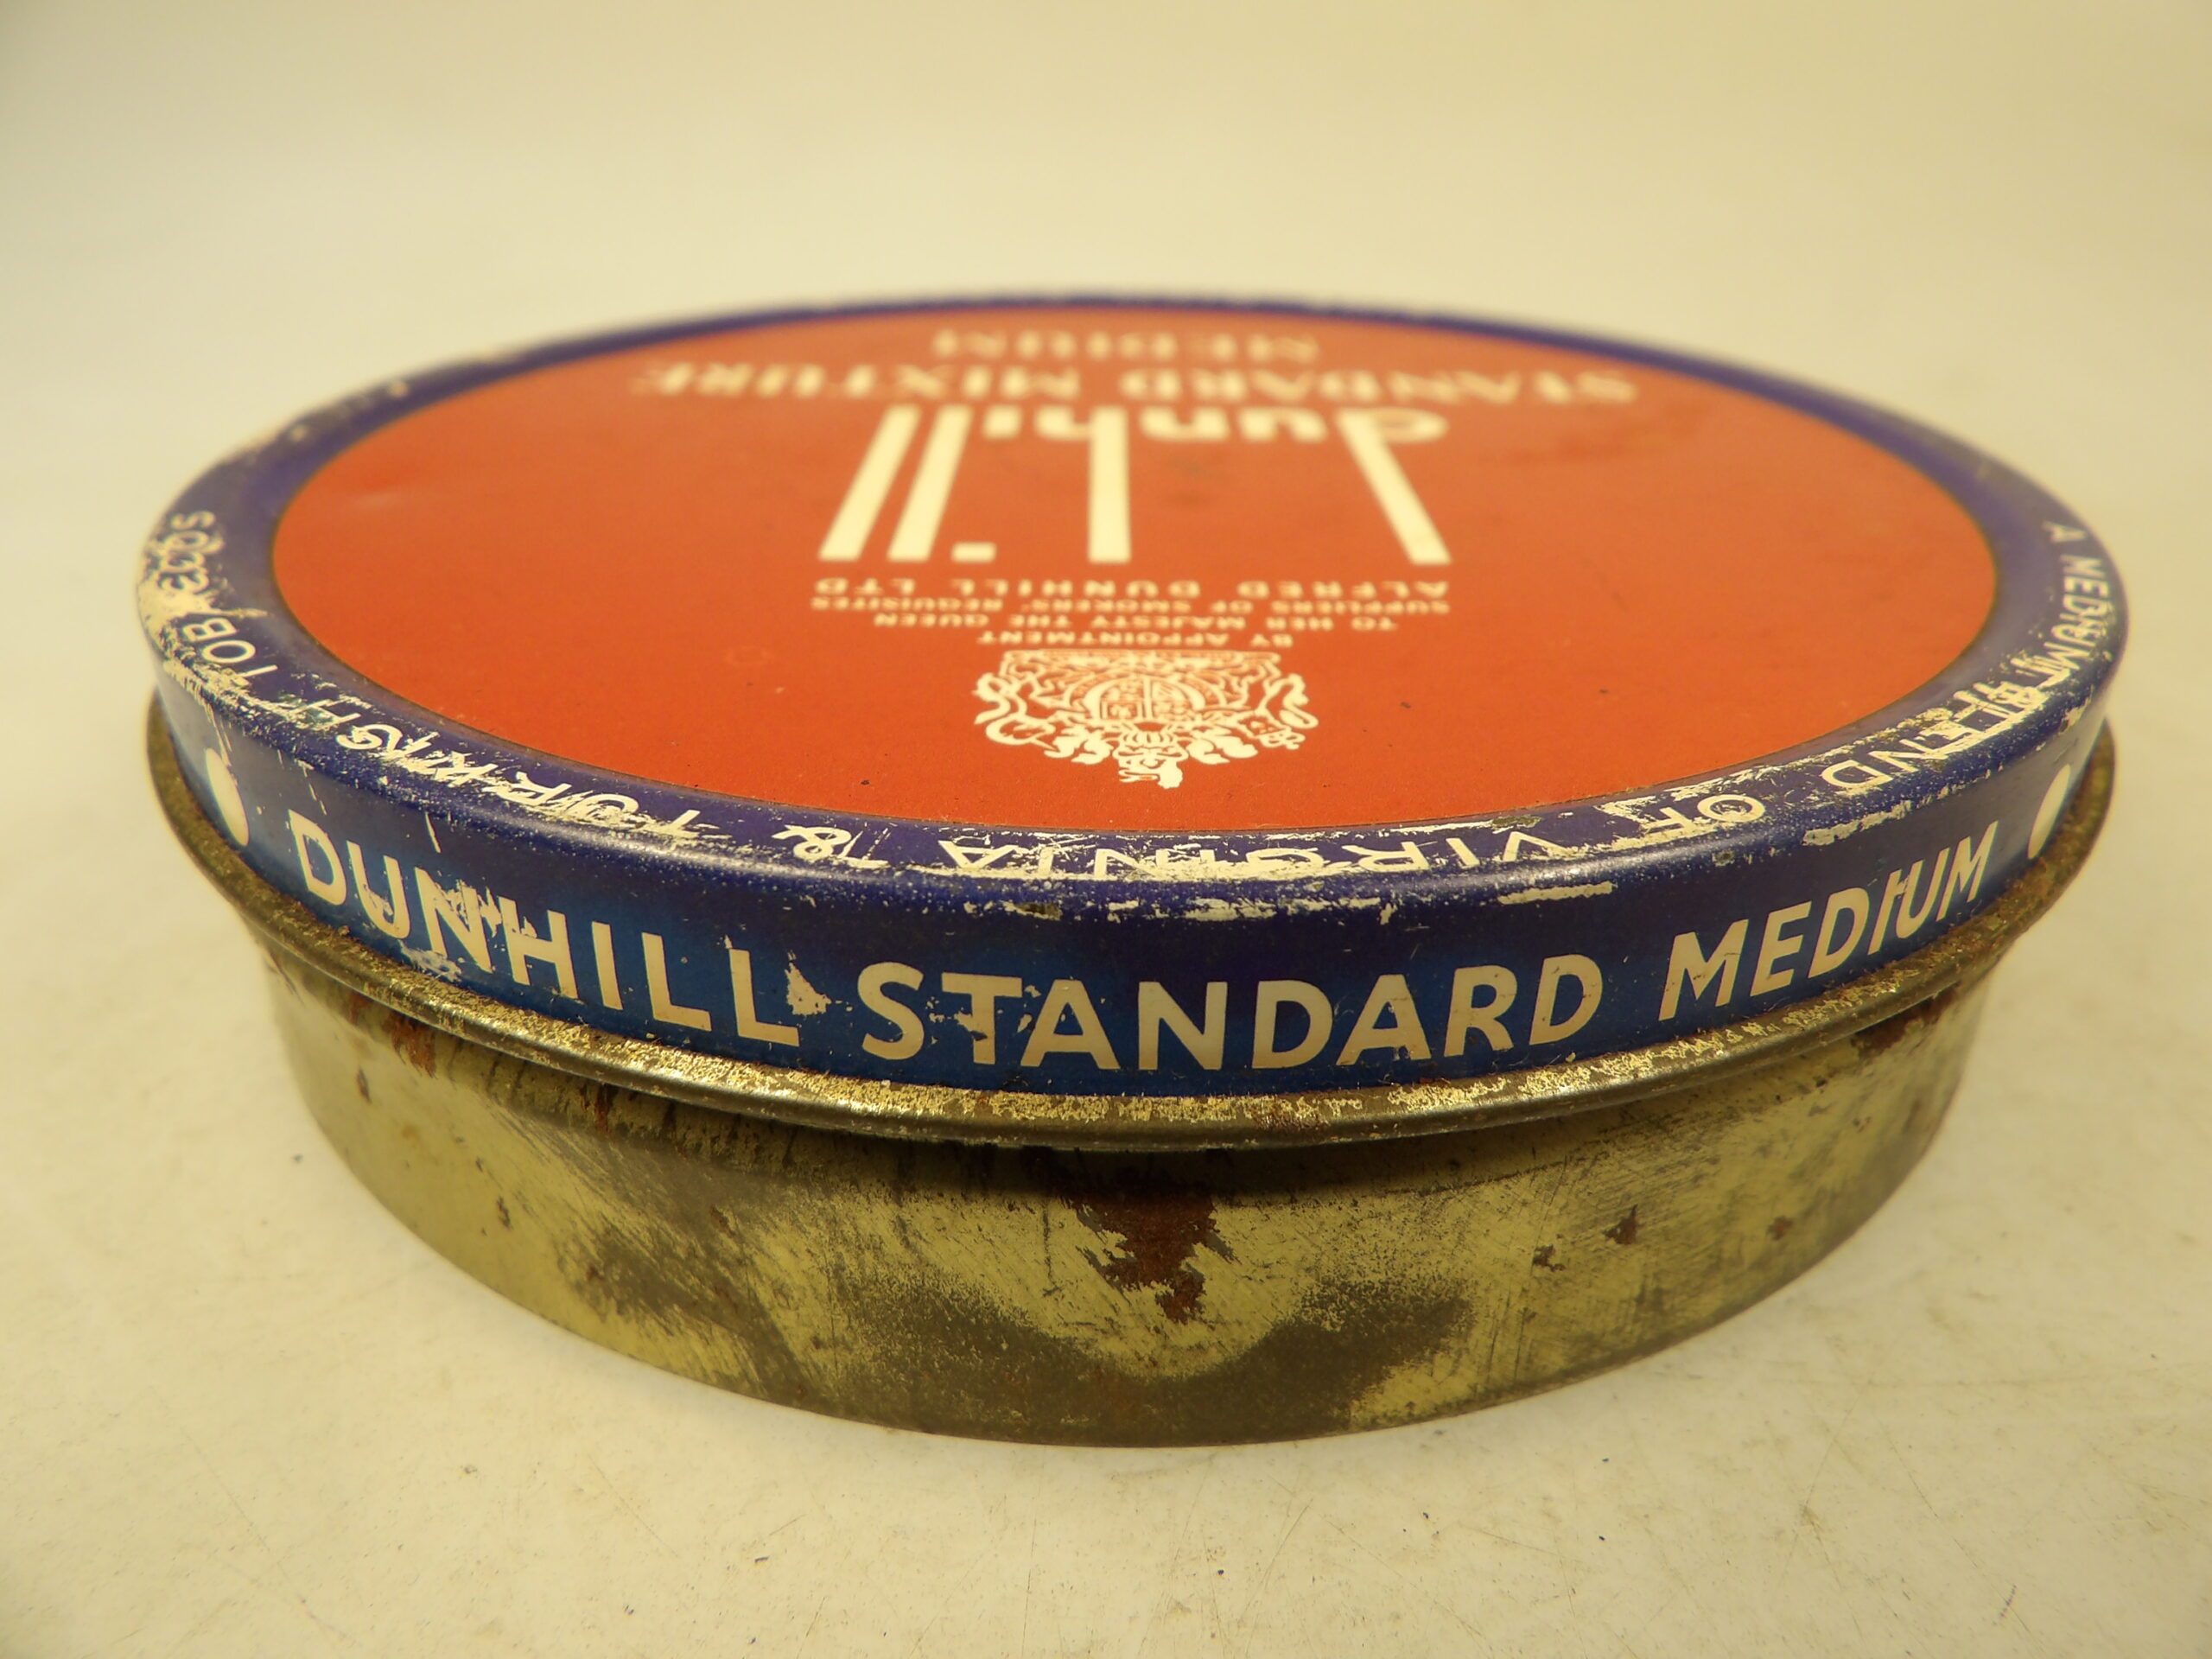 BY APPOINTMENT
TO HER MAJESTY THE QUEEN
SUPPLIERS OF SMOKERS' REQUISITES
ALFRED DUNHILL LTD
dunhill
STANDARD MIXTURE
MEDIUM
A MEDIUM BLEND OF VIRGINIA & TURKISH
DUNHILL STANDARD MEDIUM